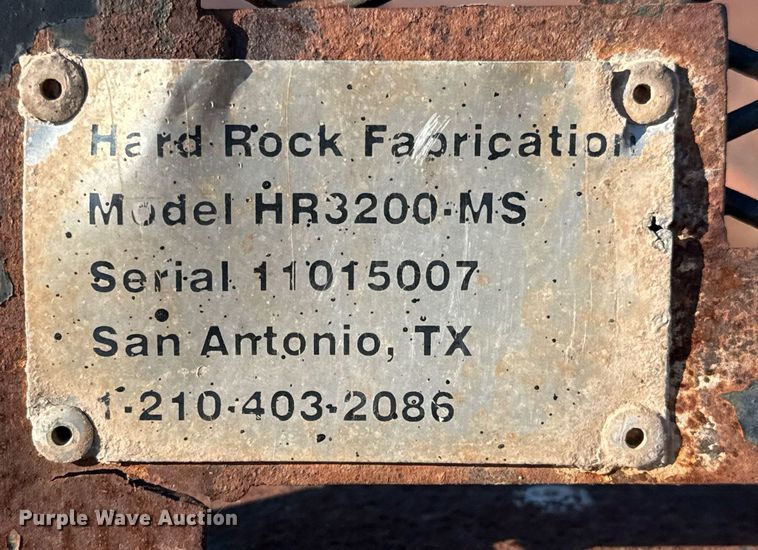 Hard Rock Fabrication
Model HR3200-MS
Serial 11015007
San Antonio, TX
1-210-403-2086
Purple Wave Auction